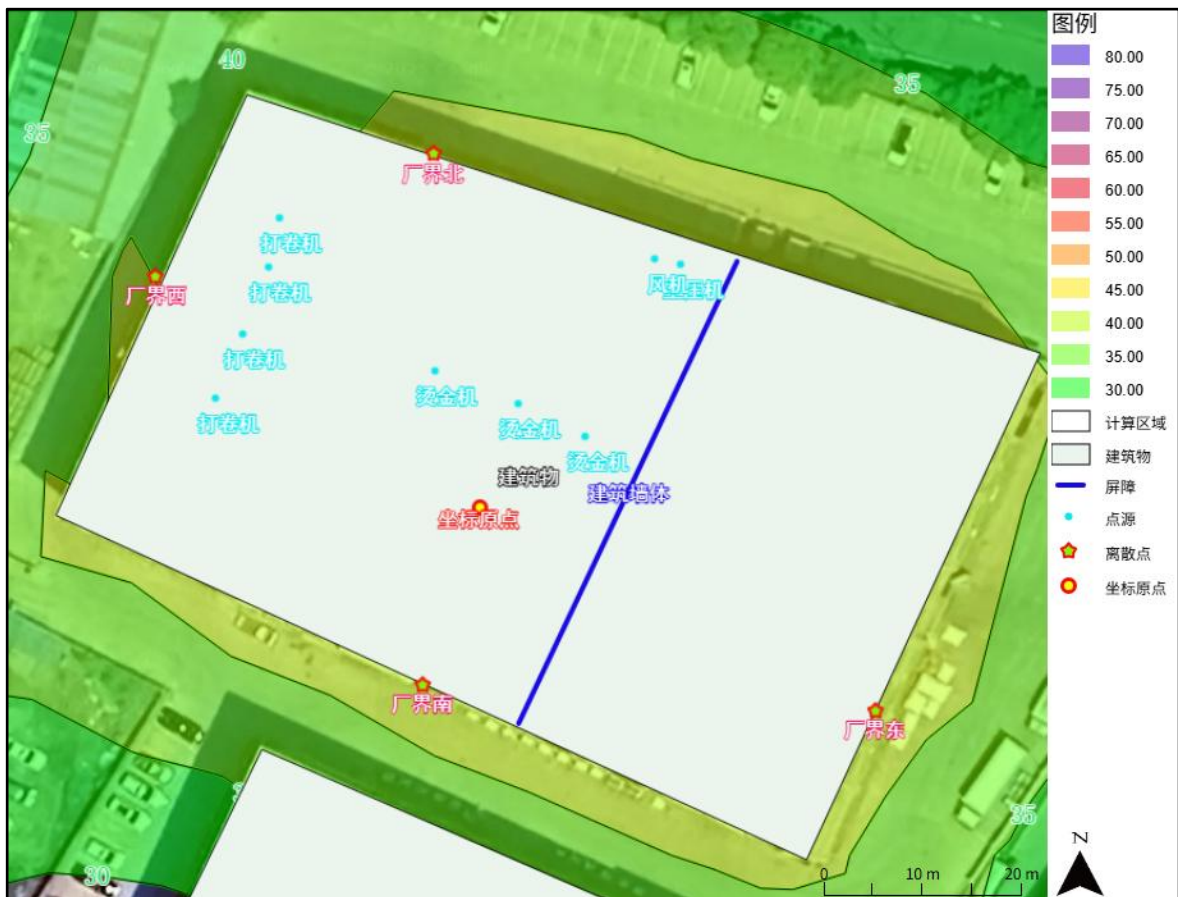 40
35
35
厂界北
打卷机
打卷机
厂界西
打卷机
打卷机
风机
机
烫金机
烫金机
烫金机
建筑物
建筑墙体
坐标原点
厂界南
厂界东
35
30
0
10 m
20 m
N
图例
80.00
75.00
70.00
65.00
60.00
55.00
50.00
45.00
40.00
35.00
30.00
计算区域
建筑物
屏障
点源
离散点
坐标原点